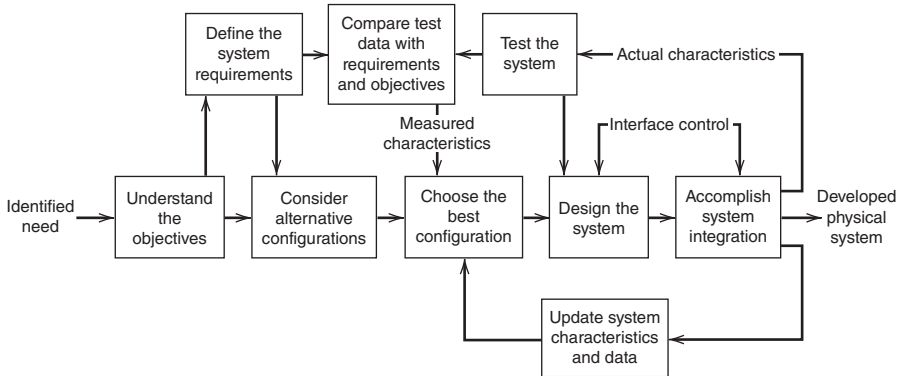 Define the
system
requirements
Compare test
data with
requirements
and objectives
Test the
system
Actual characteristics
Measured
characteristics
Interface control
Identified
need
Understand
the
objectives
Consider
alternative
configurations
Choose the
best
configuration
Design the
system
Accomplish
system
integration
Developed
physical
system
Update system
characteristics
and data